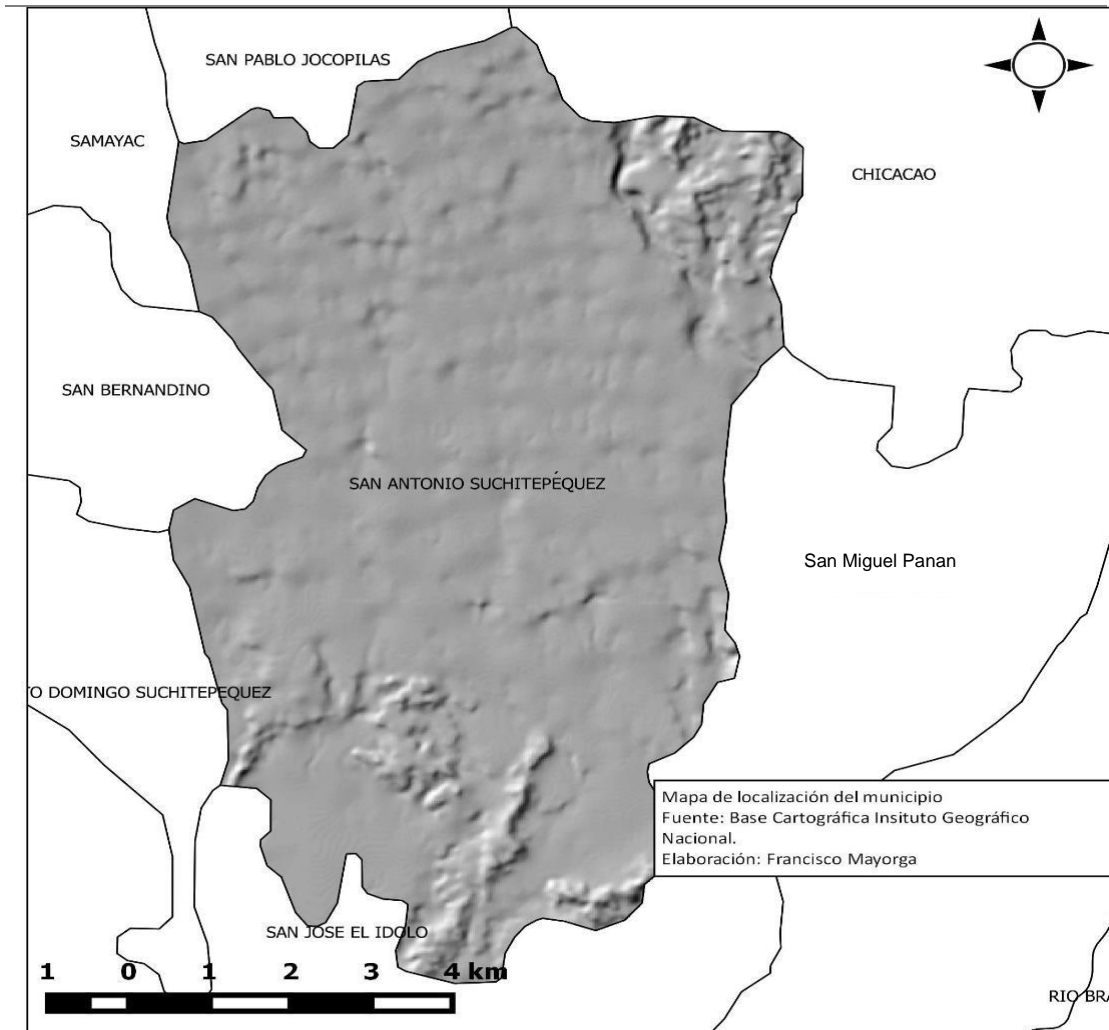 SAN PABLO JOCOPILAS
SAMAYAC
CHICACAO
SAN BERNANDINO
SAN ANTONIO SUCHITEPÉQUEZ
San Miguel Panan
TO DOMINGO SUCHITEPEQUEZ
Mapa de localización del municipio
Fuente: Base Cartográfica Insituto Geográfico
Nacional.
Elaboración: Francisco Mayorga
SAN JOSE EL IDOLO
1 0 1 2 3 4 km
RIO BRA